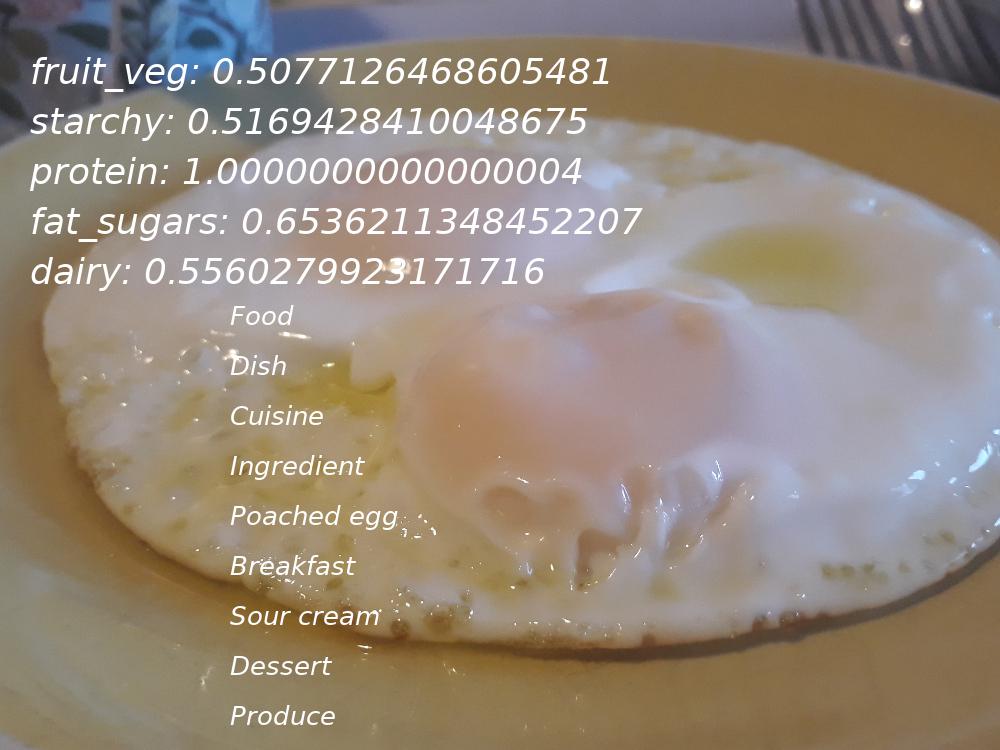 fruit_veg: 0.5077126468605481
starchy: 0.5169428410048675
protein: 1.0000000000000004
fat_sugars: 0.6536211348452207
dairy: 0.5560279923171716
Food
Dish
Cuisine
Ingredient
Poached egg
Breakfast
Sour cream
Dessert
Produce